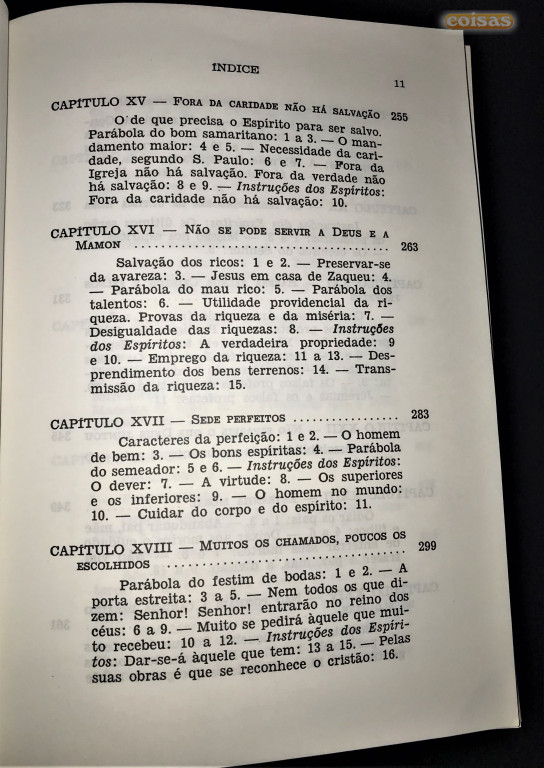 coisas
ÍNDICE
11
CAPÍTULO XV — FORA DA CARIDADE NÃO HÁ SALVAÇÃO 255
O de que precisa o Espírito para ser salvo.
Parábola do bom samaritano: 1 a 3. — O man-
damento maior: 4 e 5. — Necessidade da cari-
dade, segundo S. Paulo: 6 e 7. — Fora da
Igreja não há salvação. Fora da verdade não
há salvação: 8 e 9. — Instruções dos Espíritos:
Fora da caridade não há salvação: 10.
CAPÍTULO XVI — NÃO SE PODE SERVIR A DEUS E A
MAMON ........................................ 263
Salvação dos ricos: 1 e 2. — Preservar-se
da avareza: 3. — Jesus em casa de Zaqueu: 4.
— Parábola do mau rico: 5. — Parábola dos
talentos: 6. — Utilidade providencial da ri-
queza. Provas da riqueza e da miséria: 7. —
Desigualdade das riquezas: 8. — Instruções
dos Espíritos: A verdadeira propriedade: 9
e 10. — Emprego da riqueza: 11 a 13. — Des-
prendimento dos bens terrenos: 14. — Trans-
missão da riqueza: 15.
CAPÍTULO XVII — SEDE PERFEITOS ................ 283
Caracteres da perfeição: 1 e 2. — O homem
de bem: 3. — Os bons espíritas: 4. — Parábola
do semeador: 5 e 6. — Instruções dos Espíritos:
O dever: 7. — A virtude: 8. — Os superiores
e os inferiores: 9. — O homem no mundo:
10. — Cuidar do corpo e do espírito: 11.
CAPÍTULO XVIII — MUITOS OS CHAMADOS, POUCOS OS
ESCOLHIDOS ................................... 299
Parábola do festim de bodas: 1 e 2. — A
porta estreita: 3 a 5. — Nem todos os que di-
zem: Senhor! Senhor! entrarão no reino dos
céus: 6 a 9. — Muito se pedirá àquele que mui-
to recebeu: 10 a 12. — Instruções dos Espíri-
tos: Dar-se-á àquele que tem: 13 a 15. — Pelas
suas obras é que se reconhece o cristão: 16.